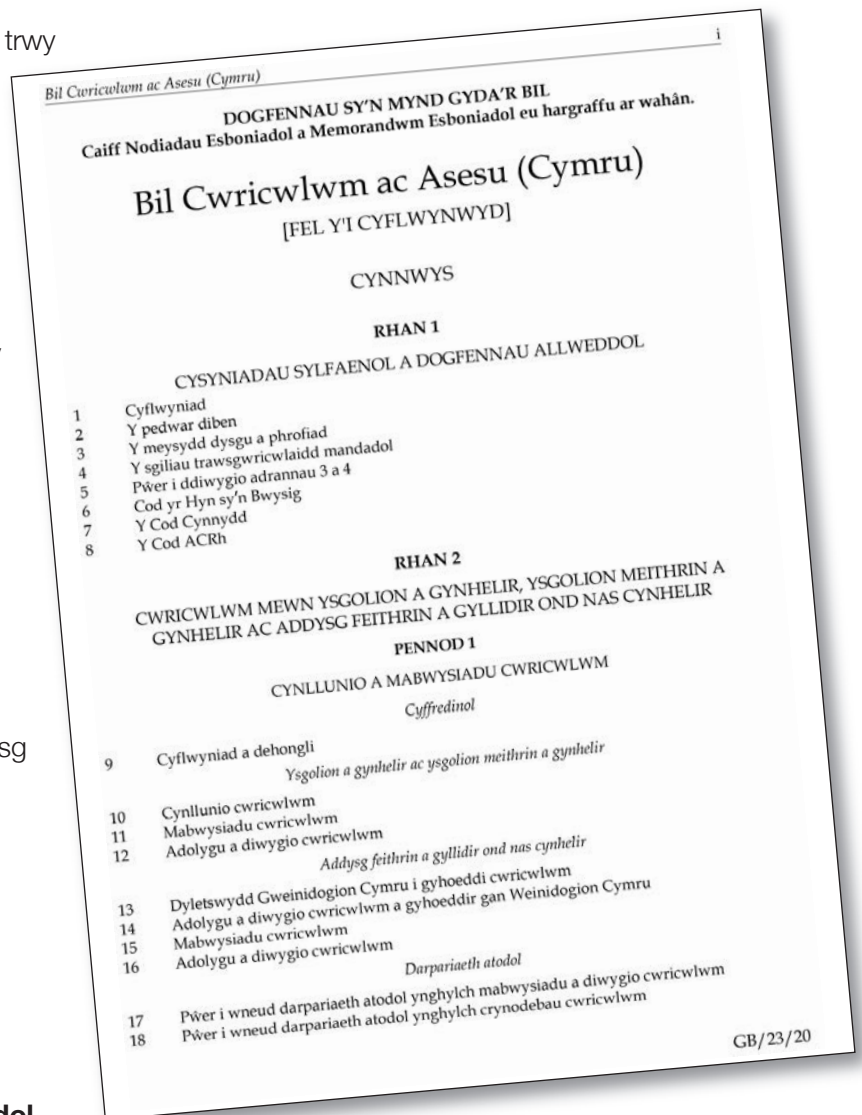 trwy
Bil Cwricwlwm ac Asesu (Cymru) i
DOGFENNAU SY'N MYND GYDA'R BIL
Caiff Nodiadau Esboniadol a Memorandwm Esboniadol eu hargraffu ar wahân.
Bil Cwricwlwm ac Asesu (Cymru)
[FEL Y'I CYFLWYNWYD]
CYNNWYS
RHAN 1
CYSYNIADAU SYLFAENOL A DOGFENNAU ALLWEDDOL
1 Cyflwyniad
2 Y pedwar diben
3 Y meysydd dysgu a phrofiad
4 Y sgiliau trawsgwricwlaidd mandadol
5 Pŵer i ddiwygio adrannau 3 a 4
6 Cod yr Hyn sy'n Bwysig
7 Y Cod Cynnydd
8 Y Cod ACRh
RHAN 2
CWRICWLWM MEWN YSGOLION A GYNHELIR, YSGOLION MEITHRIN A
GYNHELIR AC ADDYSG FEITHRIN A GYLLIDIR OND NAS CYNHELIR
PENNOD 1
CYNLLUNIO A MABWYSIADU CWRICWLWM
Cyffredinol
9 Cyflwyniad a dehongli
Ysgolion a gynhelir ac ysgolion meithrin a gynhelir
10 Cynllunio cwricwlwm
11 Mabwysiadu cwricwlwm
12 Adolygu a diwygio cwricwlwm
Addysg feithrin a gyllidir ond nas cynhelir
13 Dyletswydd Gweinidogion Cymru i gyhoeddi cwricwlwm
14 Adolygu a diwygio cwricwlwm a gyhoeddir gan Weinidogion Cymru
15 Mabwysiadu cwricwlwm
16 Adolygu a diwygio cwricwlwm
Darpariaeth atodol
17 Pŵer i wneud darpariaeth atodol ynghylch mabwysiadu a diwygio cwricwlwm
18 Pŵer i wneud darpariaeth atodol ynghylch crynodebau cwricwlwm
GB/23/20